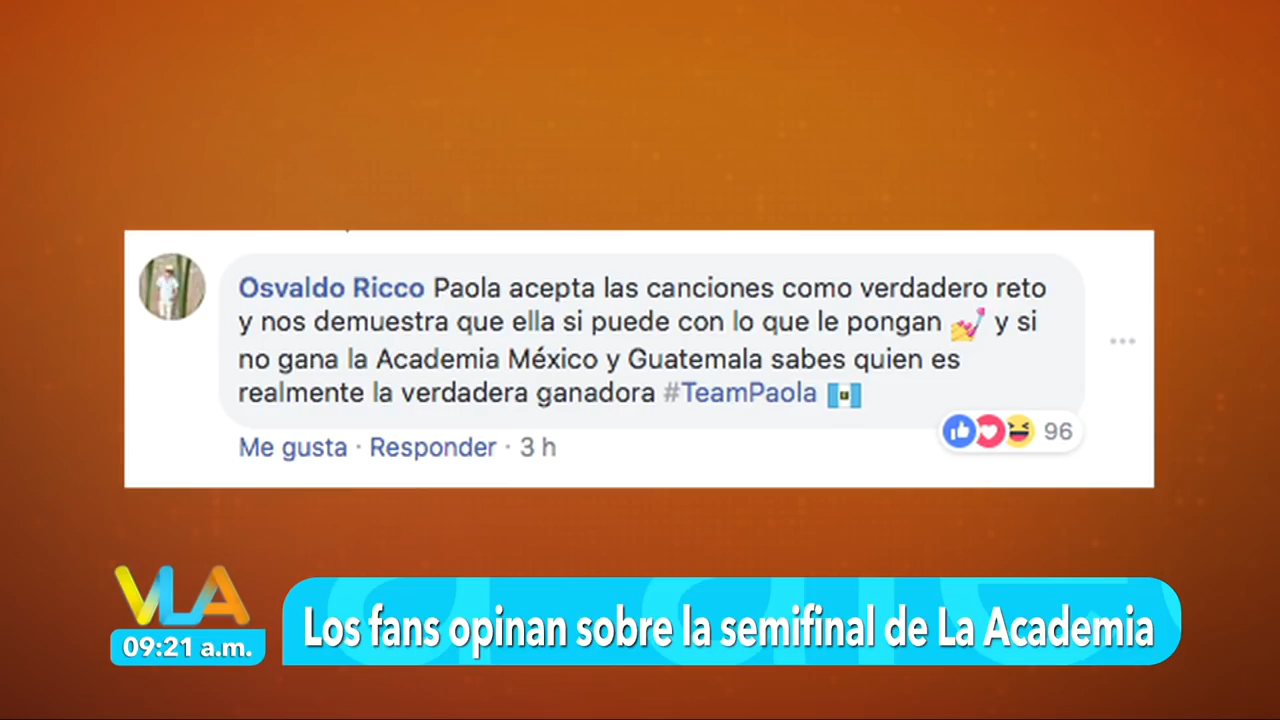 Osvaldo Ricco Paola acepta las canciones como verdadero reto
y nos demuestra que ella si puede con lo que le pongan 💅 y si
no gana la Academia México y Guatemala sabes quien es
realmente la verdadera ganadora #TeamPaola 🇬🇹
96
Me gusta · Responder · 3 h
VLA
09:21 a.m.
Los fans opinan sobre la semifinal de La Academia